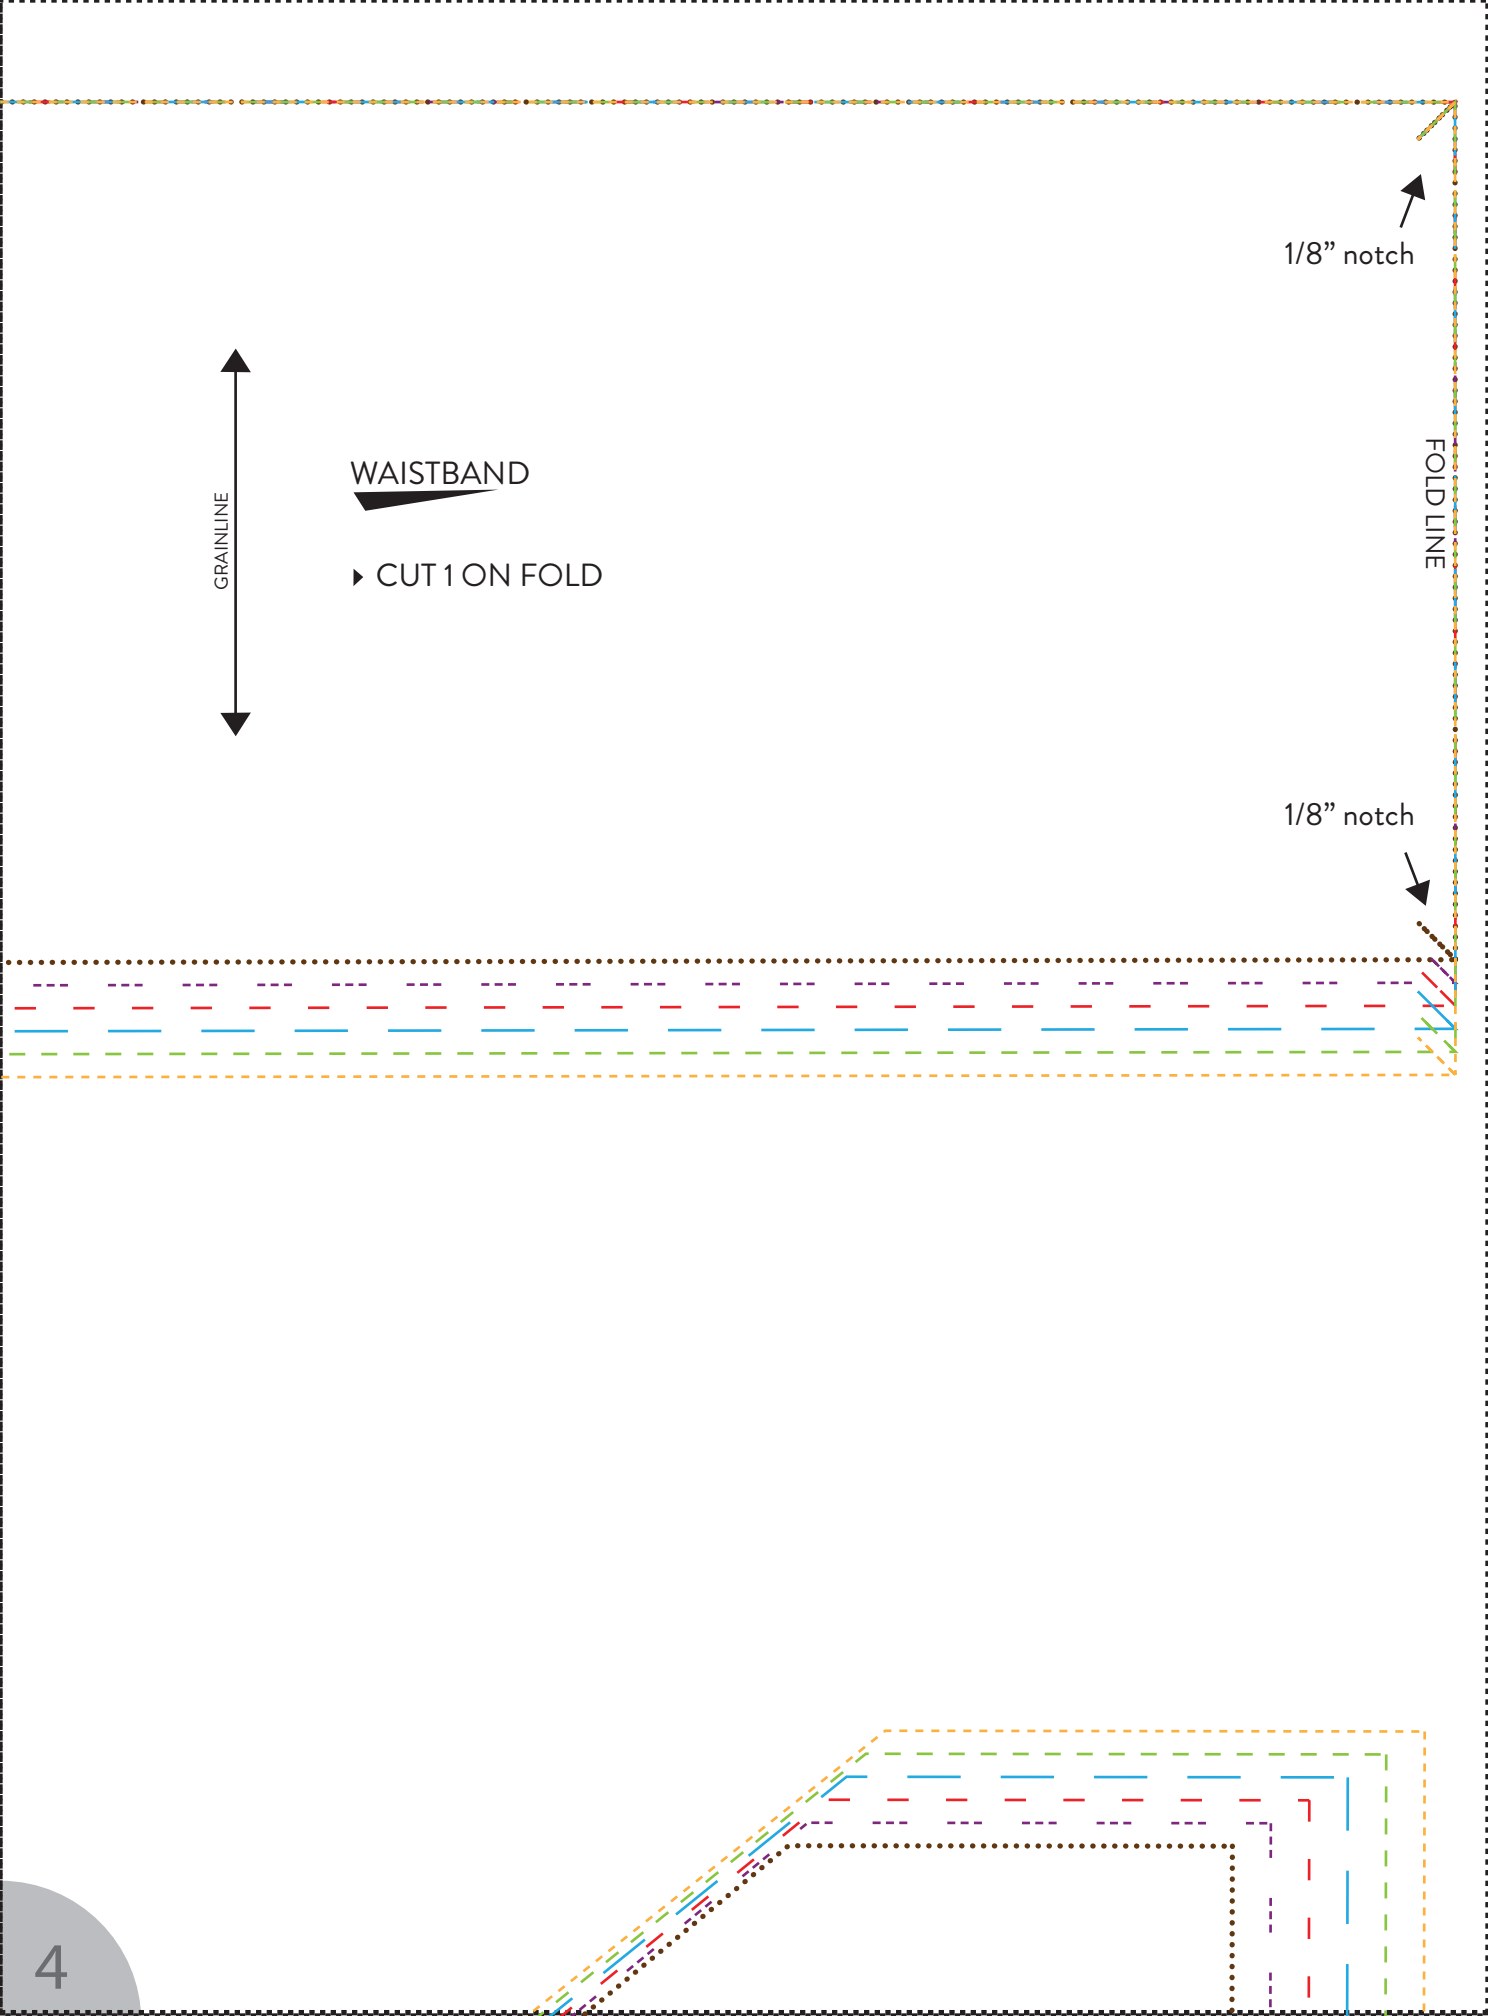 1/8” notch
GRAINLINE
WAISTBAND
CUT 1 ON FOLD
FOLD LINE
1/8” notch
4